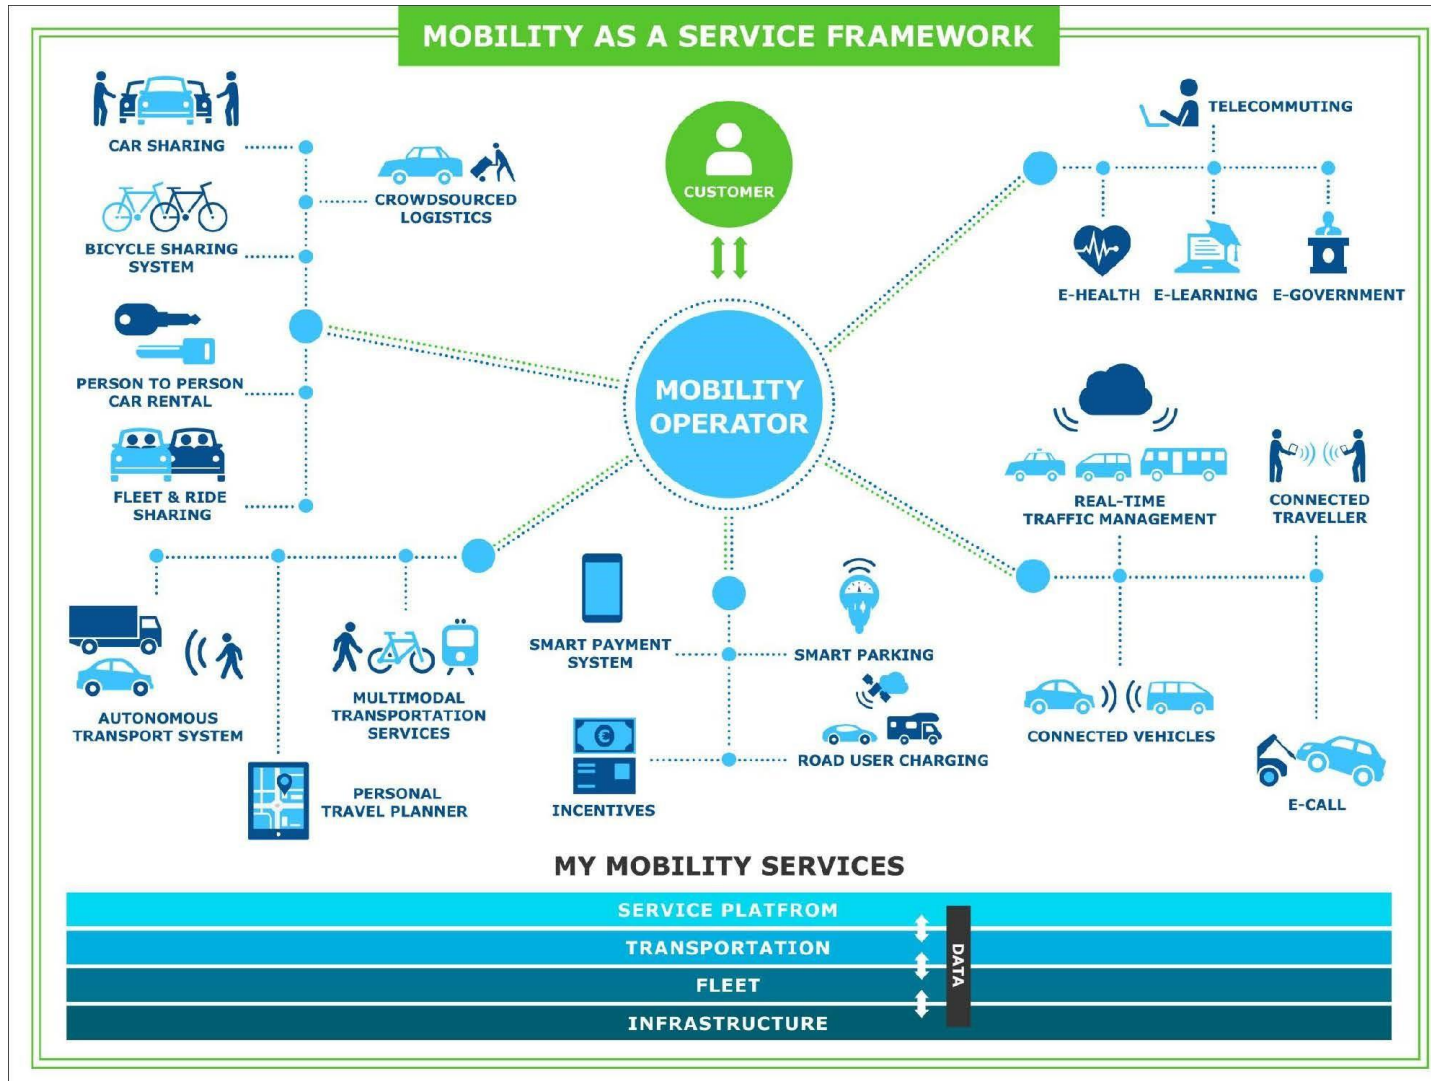 MOBILITY AS A SERVICE FRAMEWORK
CAR SHARING
CROWDSOURCED
LOGISTICS
BICYCLE SHARING
SYSTEM
PERSON TO PERSON
CAR RENTAL
FLEET & RIDE
SHARING
CUSTOMER
MOBILITY
OPERATOR
TELECOMMUTING
E-HEALTH
E-LEARNING
E-GOVERNMENT
REAL-TIME
TRAFFIC MANAGEMENT
CONNECTED
TRAVELLER
CONNECTED VEHICLES
E-CALL
AUTONOMOUS
TRANSPORT SYSTEM
MULTIMODAL
TRANSPORTATION
SERVICES
PERSONAL
TRAVEL PLANNER
SMART PAYMENT
SYSTEM
SMART PARKING
€
INCENTIVES
ROAD USER CHARGING
MY MOBILITY SERVICES
SERVICE PLATFROM
TRANSPORTATION
FLEET
INFRASTRUCTURE
DATA